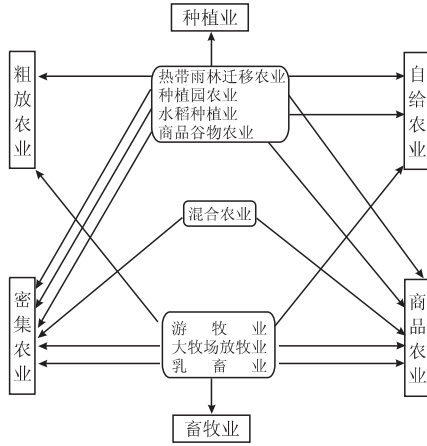 种植业
粗放农业
热带雨林迁移农业
种植园农业
水稻种植业
商品谷物农业
自给农业
混合农业
密集农业
游 牧 业
大牧场放牧业
乳 畜 业
商品农业
畜牧业